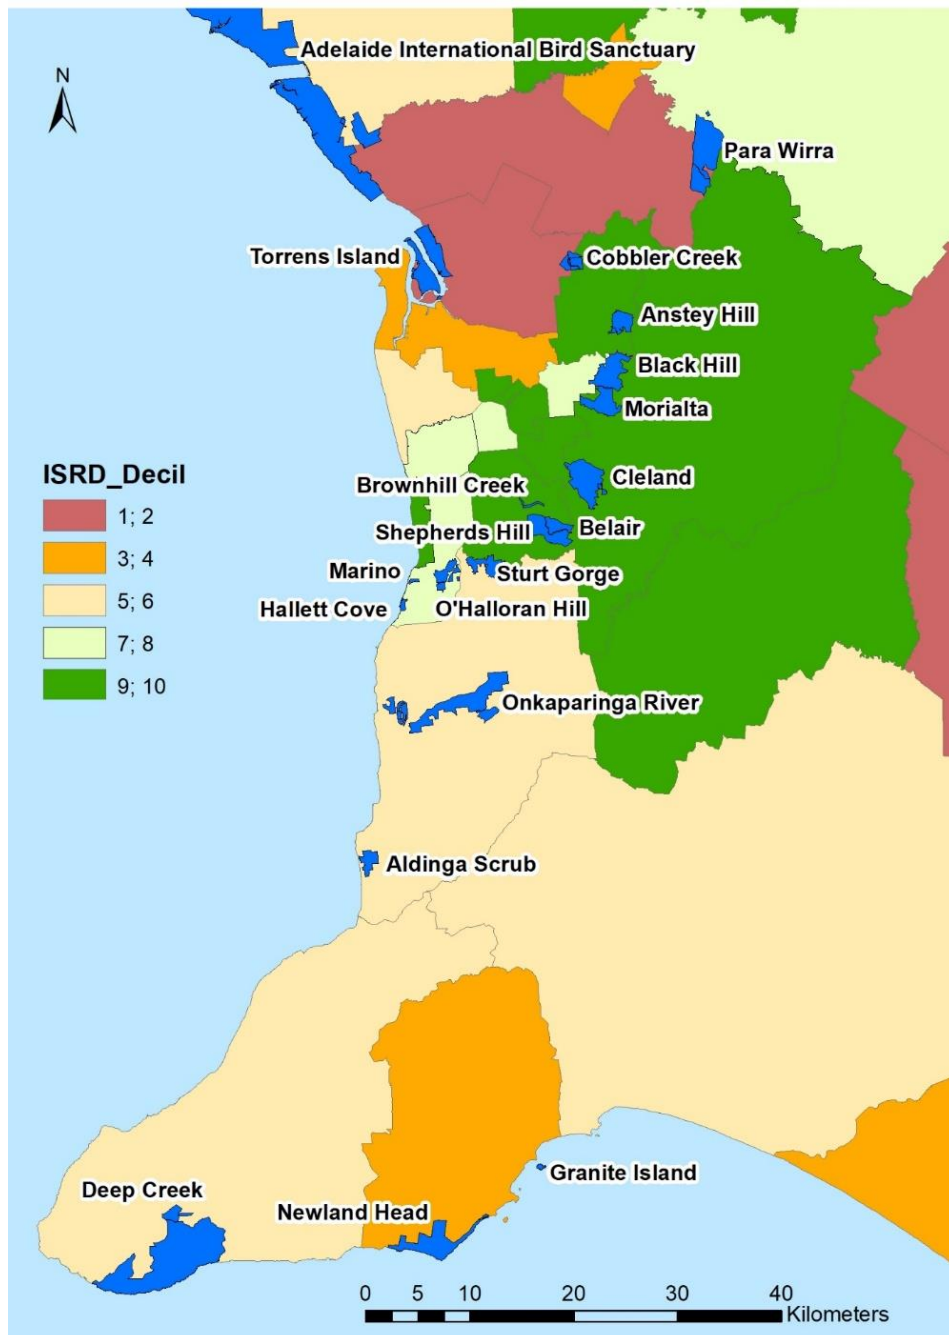 Adelaide International Bird Sanctuary
N
Para Wirra
Torrens Island
Cobbler Creek
Anstey Hill
Black Hill
Morialta
ISRD_Decil
1; 2
3; 4
5; 6
7; 8
9; 10
Cleland
Brownhill Creek
Belair
Shepherds Hill
Marino
Sturt Gorge
Hallett Cove
O'Halloran Hill
Onkaparinga River
Aldinga Scrub
Granite Island
Deep Creek
Newland Head
0 5 10 20 30 40
Kilometers